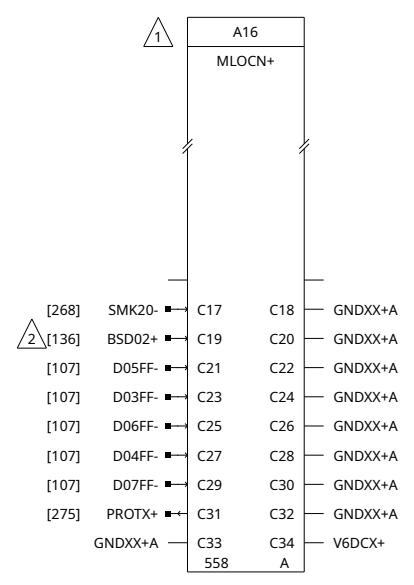 1 A16
MLOCN+
[268] SMK20- C17 C18 GNDXX+A
2 [136] BSD02+ C19 C20 GNDXX+A
[107] D05FF- C21 C22 GNDXX+A
[107] D03FF- C23 C24 GNDXX+A
[107] D06FF- C25 C26 GNDXX+A
[107] D04FF- C27 C28 GNDXX+A
[107] D07FF- C29 C30 GNDXX+A
[275] PROTX+ C31 C32 GNDXX+A
GNDXX+A C33 C34 V6DCX+
558 A